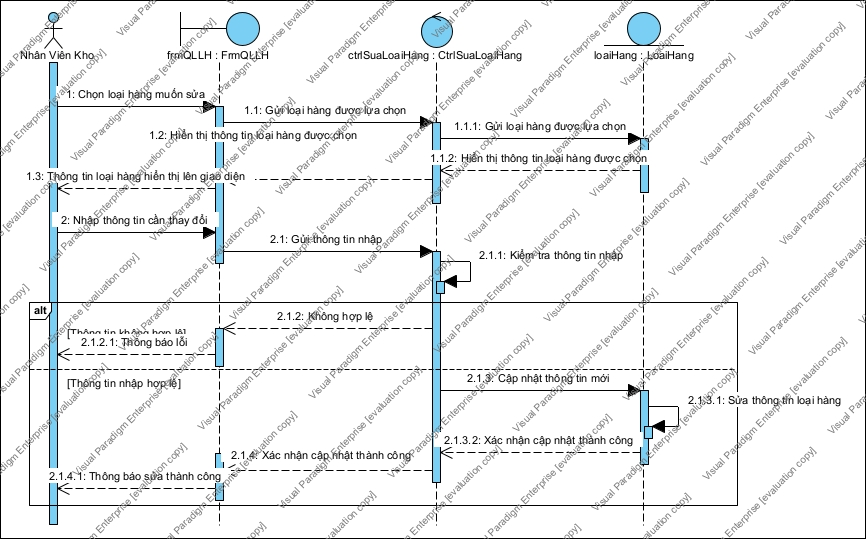 Nhân Viên Kho
frmQLLH : FrmQLLH
ctrlSuaLoaiHang : CtrlSuaLoaiHang
loaiHang : LoaiHang
1: Chọn loại hàng muốn sửa
1.1: Gửi loại hàng được lựa chọn
1.1.1: Gửi loại hàng được lựa chọn
1.2: Hiển thị thông tin loại hàng được chọn
1.1.2: Hiển thị thông tin loại hàng được chọn
1.3: Thông tin loại hàng hiển thị lên giao diện
2: Nhập thông tin cần thay đổi
2.1: Gửi thông tin nhập
2.1.1: Kiểm tra thông tin nhập
alt
2.1.2: Không hợp lệ
[Thông tin không hợp lệ]
2.1.2.1: Thông báo lỗi
[Thông tin nhập hợp lệ]
2.1.3: Cập nhật thông tin mới
2.1.3.1: Sửa thông tin loại hàng
2.1.3.2: Xác nhận cập nhật thành công
2.1.4: Xác nhận cập nhật thành công
2.1.4.1: Thông báo sửa thành công
Visual Paradigm Enterprise [evaluation copy]